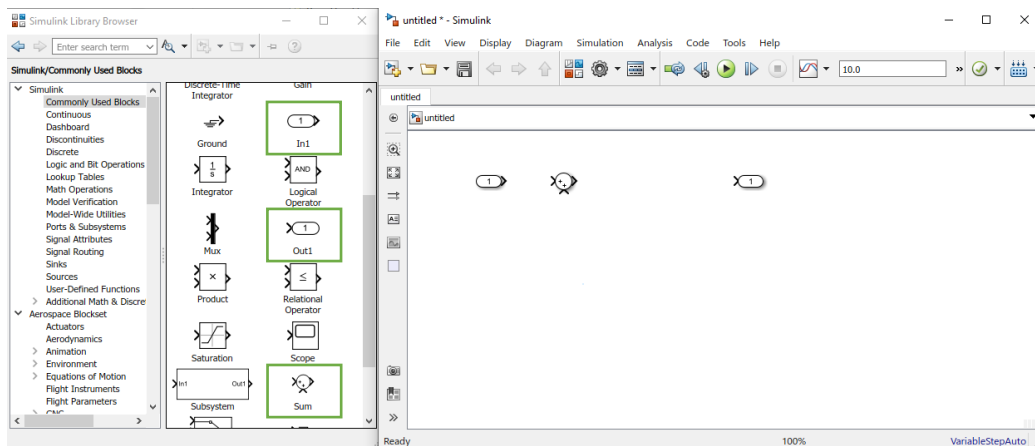 Simulink Library Browser
Enter search term
Simulink/Commonly Used Blocks
Simulink
Commonly Used Blocks
Continuous
Dashboard
Discontinuities
Discrete
Logic and Bit Operations
Lookup Tables
Math Operations
Model Verification
Model-Wide Utilities
Ports & Subsystems
Signal Attributes
Signal Routing
Sinks
Sources
User-Defined Functions
Additional Math & Discre
Aerospace Blockset
Actuators
Aerodynamics
Animation
Environment
Equations of Motion
Flight Instruments
Flight Parameters
GNC
Discrete-Time
Integrator
Gain
Ground
1
In1
1
s
Integrator
AND
Logical
Operator
Mux
1
Out1
×
Product
≤
Relational
Operator
Saturation
Scope
In1 Out1
Subsystem
+
+
Sum
untitled * - Simulink
File Edit View Display Diagram Simulation Analysis Code Tools Help
10.0
»
untitled
untitled
A≡
1
+
+
1
»
Ready 100% VariableStepAuto